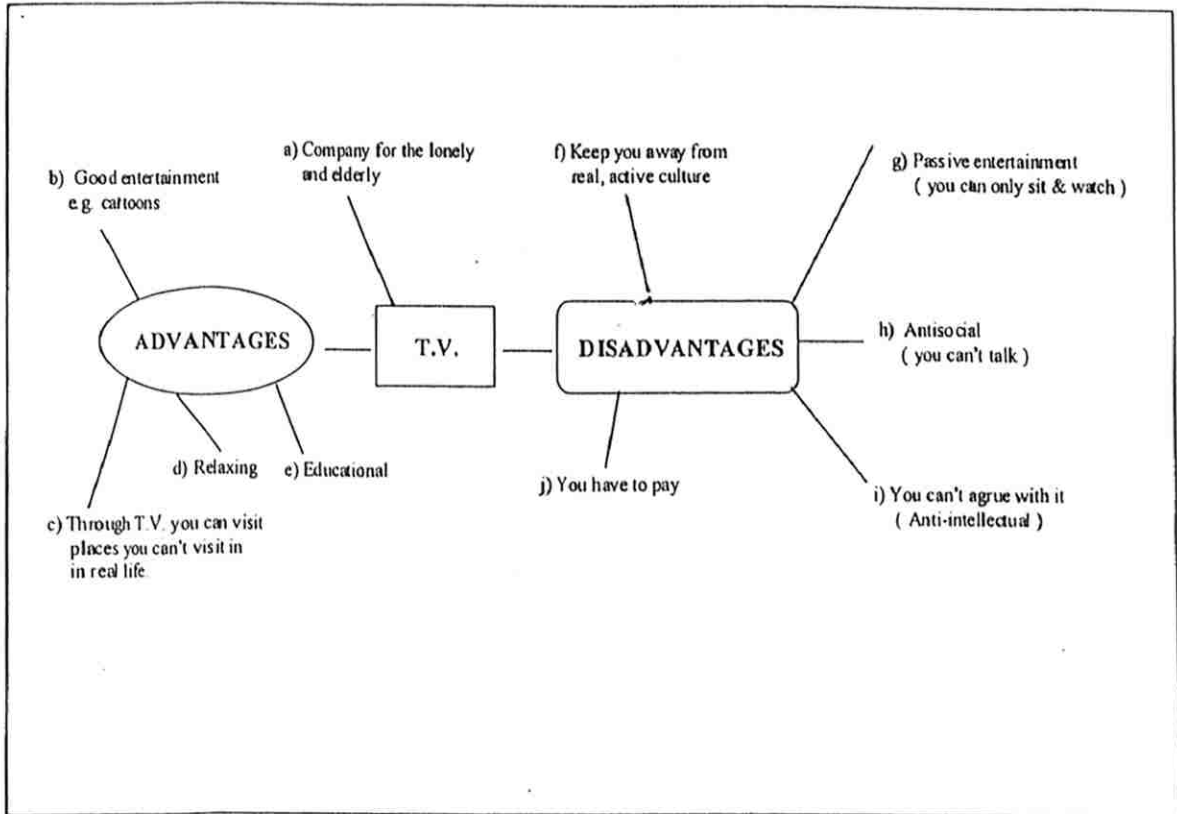 a) Company for the lonely
and elderly
b) Good entertainment
e.g. cartoons
f) Keep you away from
real, active culture
g) Passive entertainment
( you can only sit & watch )
ADVANTAGES
T.V.
DISADVANTAGES
h) Antisocial
( you can't talk )
d) Relaxing
e) Educational
j) You have to pay
i) You can't agrue with it
( Anti-intellectual )
c) Through T.V. you can visit
places you can't visit in
in real life